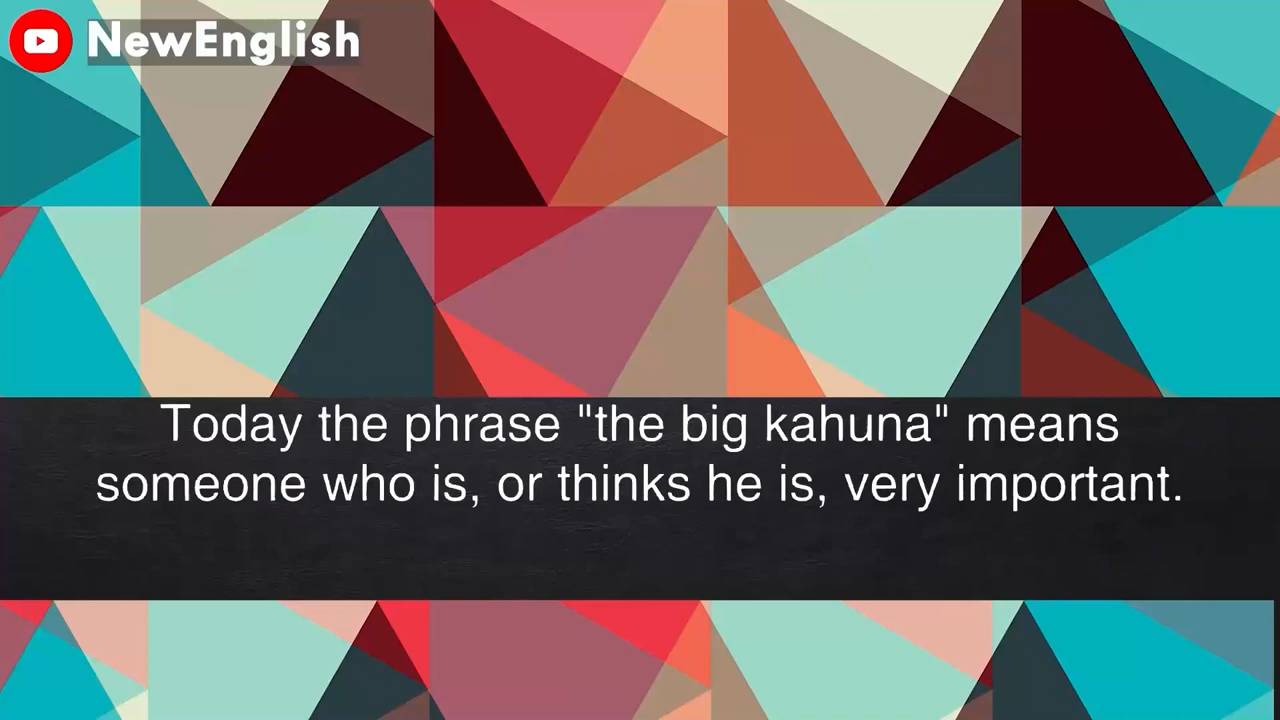 NewEnglish
Today the phrase "the big kahuna" means
someone who is, or thinks he is, very important.